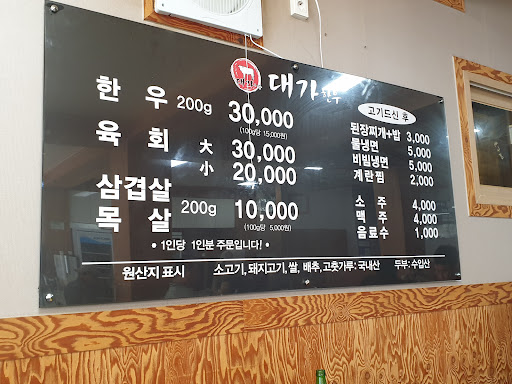 대가한우
한우 200g 30,000
(100g당 15,000원)
육회 大 30,000
小 20,000
삼겹살
목살 200g 10,000
(100g당 5,000원)
• 1인당 1인분 주문입니다! •
고기드신 후
된장찌개+밥 3,000
물냉면 5,000
비빔냉면 5,000
계란찜 2,000
소주 4,000
맥주 4,000
음료수 1,000
원산지 표시 소고기, 돼지고기, 쌀, 배추, 고춧가루: 국내산 두부: 수입산